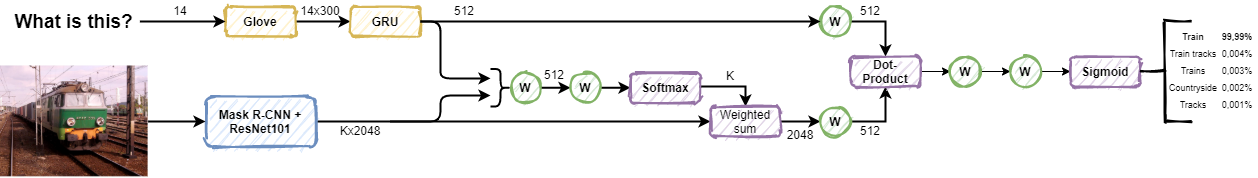 What is this?
14
Glove
14x300
GRU
512
W
512
Mask R-CNN +
ResNet101
Kx2048
W
512
W
Softmax
K
Weighted
sum
2048
W
512
Dot-
Product
W
W
Sigmoid
Train 99,99%
Train tracks 0,004%
Trains 0,003%
Countryside 0,002%
Tracks 0,001%